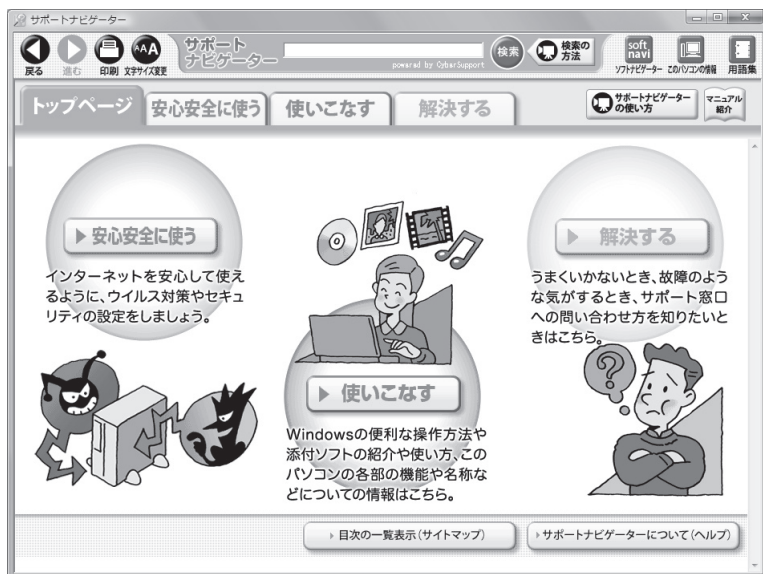 サポートナビゲーター
戻る
進む
印刷
文字サイズ変更
AAA
サポート
ナビゲーター
powered by CyberSupport
検索
検索の
方法
soft
navi
ソフトナビゲーター
このパソコンの情報
用語集
トップページ
安心安全に使う
使いこなす
解決する
サポートナビゲーター
の使い方
マニュアル
紹介
安心安全に使う
インターネットを安心して使え
るように、ウイルス対策やセキュ
リティの設定をしましょう。
使いこなす
Windowsの便利な操作方法や
添付ソフトの紹介や使い方、この
パソコンの各部の機能や名称な
どについての情報はこちら。
解決する
うまくいかないとき、故障のよう
な気がするとき、サポート窓口
への問い合わせ方を知りたいと
きはこちら。
?
目次の一覧表示(サイトマップ)
サポートナビゲーターについて(ヘルプ)